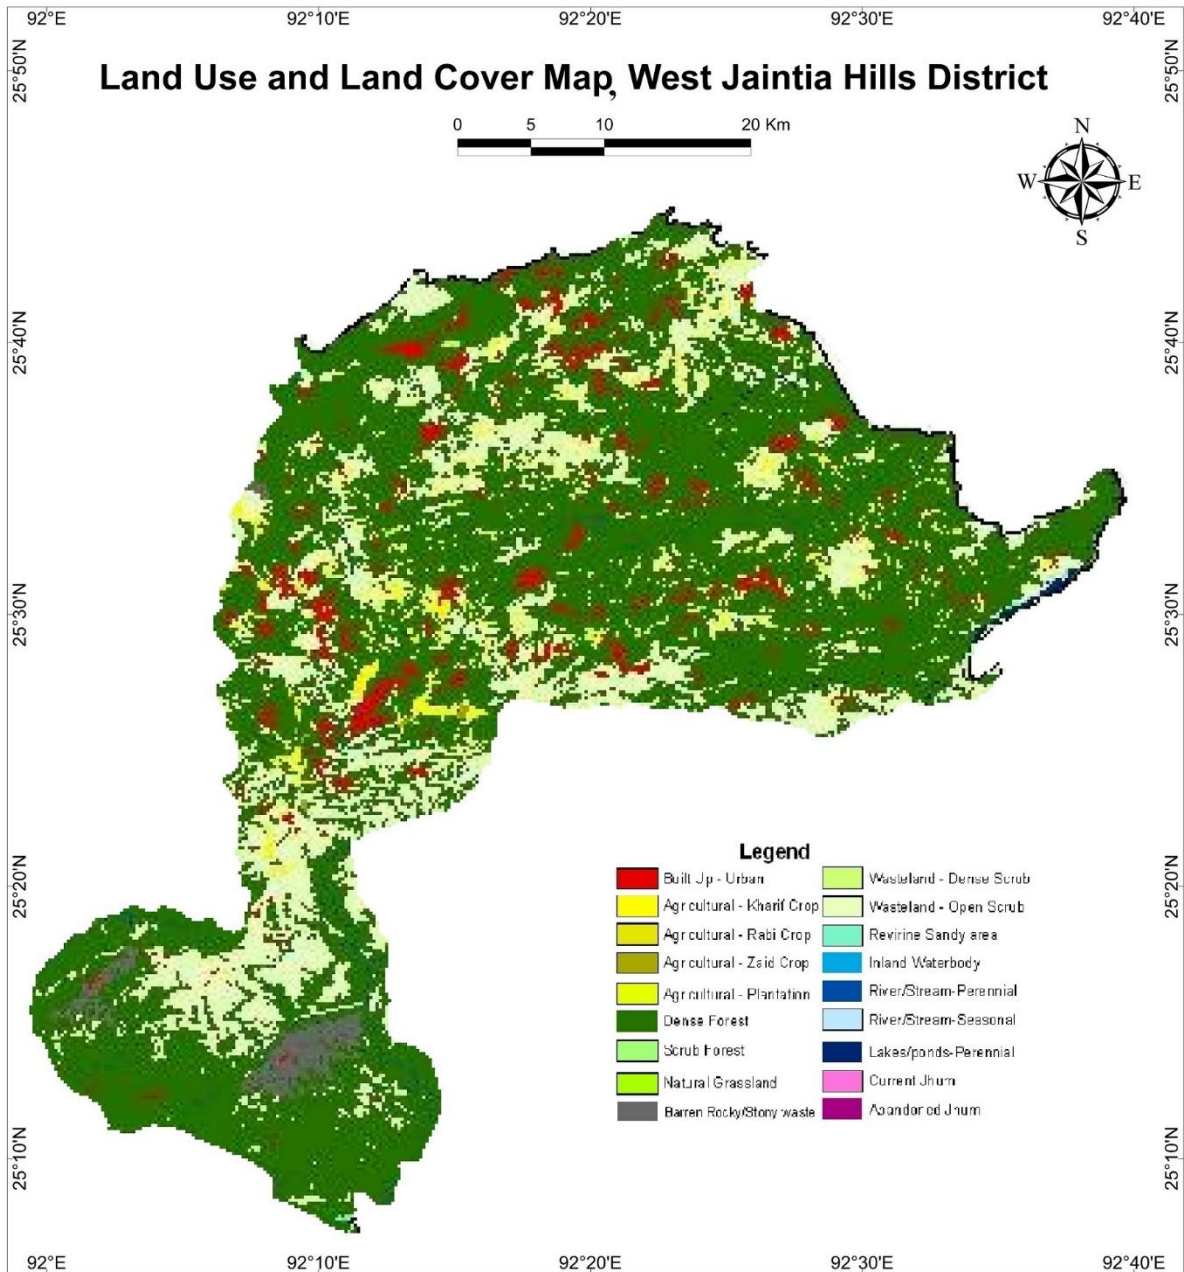 92°0'E 92°10'E 92°20'E 92°30'E 92°40'E
25°50'N 25°50'N
Land Use and Land Cover Map, West Jaintia Hills District
0 5 10 20 Km
N
W E
S
25°40'N 25°40'N
25°30'N 25°30'N
25°20'N 25°20'N
25°10'N 25°10'N
Legend
Built Up - Urban
Agricultural - Kharif Crop
Agricultural - Rabi Crop
Agricultural - Zaid Crop
Agricultural - Plantation
Dense Forest
Scrub Forest
Natural Grassland
Barren Rocky/Stony waste
Wasteland - Dense Scrub
Wasteland - Open Scrub
Revirine Sandy area
Inland Waterbody
River/Stream-Perennial
River/Stream-Seasonal
Lakes/ponds-Perennial
Current Jhum
Abandoned Jhum
92°0'E 92°10'E 92°20'E 92°30'E 92°40'E